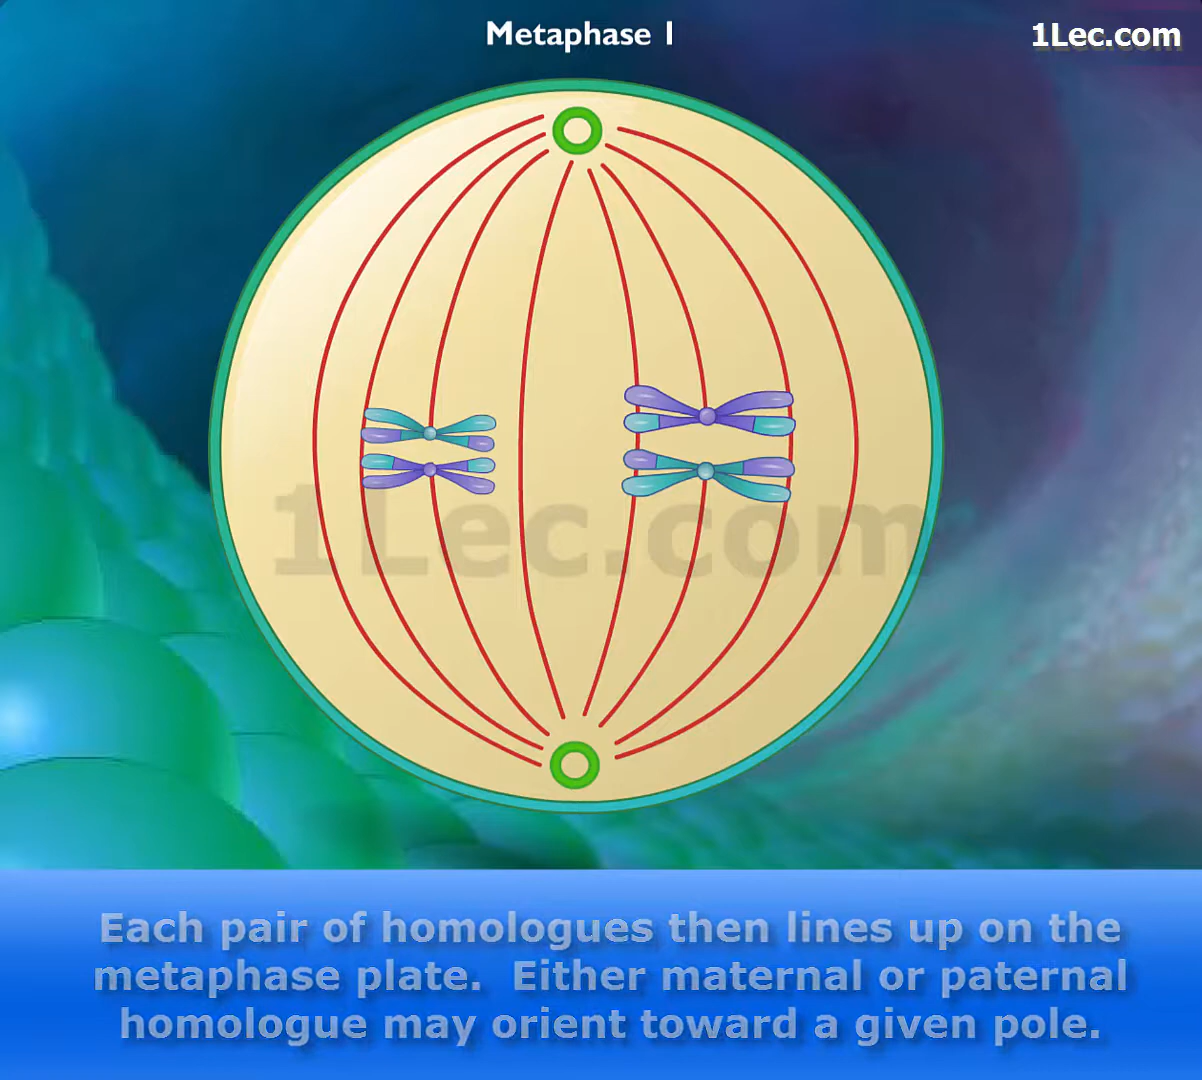 Metaphase I
1Lec.com
1Lec.com
Each pair of homologues then lines up on the
metaphase plate.  Either maternal or paternal
homologue may orient toward a given pole.